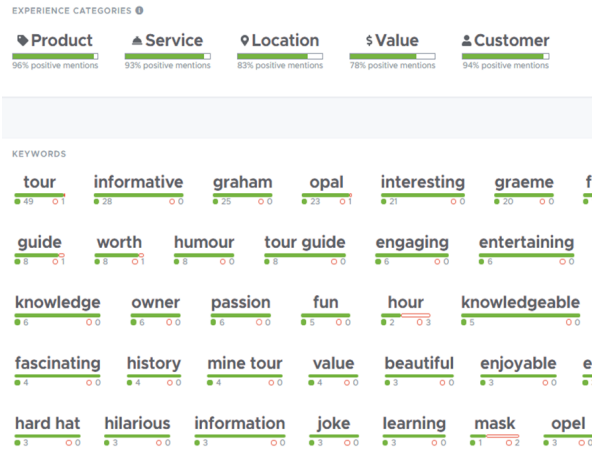 EXPERIENCE CATEGORIES
Product Service Location $ Value Customer
96% positive mentions 93% positive mentions 83% positive mentions 78% positive mentions 94% positive mentions
KEYWORDS
tour informative graham opal interesting graeme f
49 1 28 0 25 0 23 1 21 0 20 0
guide worth humour tour guide engaging entertaining
8 1 8 1 8 0 8 0 6 0 6 0
knowledge owner passion fun hour knowledgeable
6 0 6 0 6 0 5 0 2 3 5 0
fascinating history mine tour value beautiful enjoyable e
4 0 4 0 4 0 4 0 3 0 3 0
hard hat hilarious information joke learning mask opel
3 0 3 0 3 0 3 0 3 0 1 2 3 0